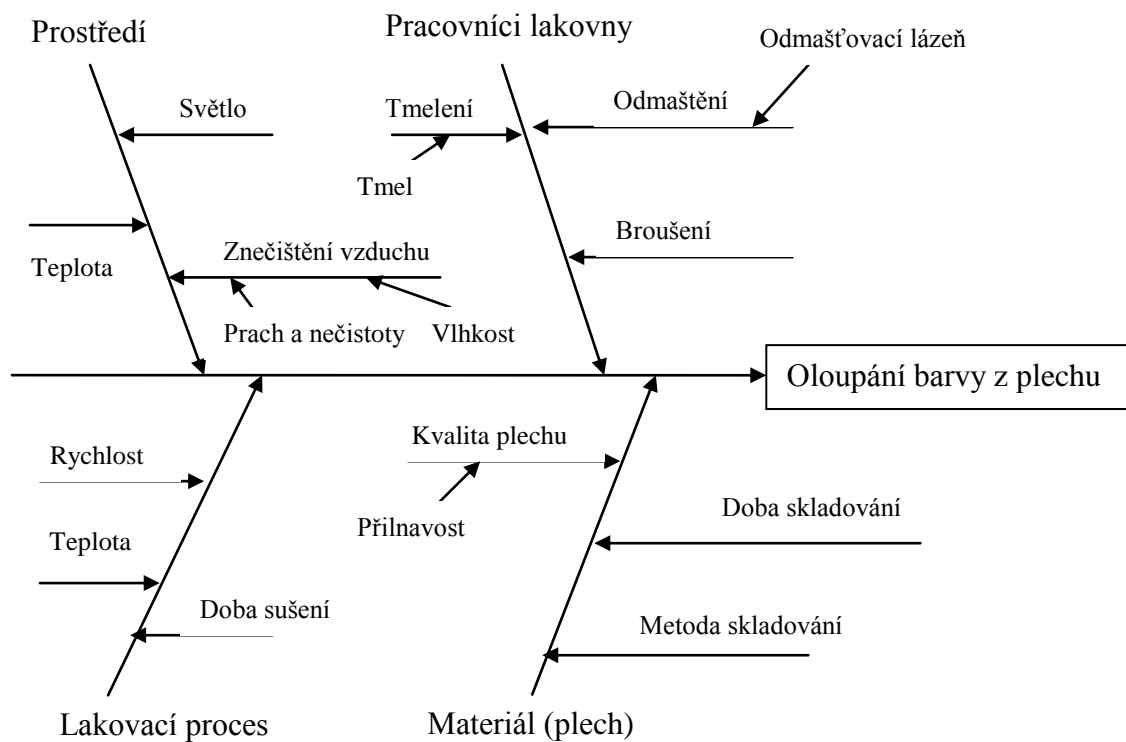 Prostředí
Pracovníci lakovny
Odmašťovací lázeň
Světlo
Tmelení
Odmaštění
Tmel
Broušení
Teplota
Znečištění vzduchu
Prach a nečistoty
Vlhkost
Oloupání barvy z plechu
Rychlost
Kvalita plechu
Přilnavost
Doba skladování
Teplota
Doba sušení
Metoda skladování
Lakovací proces
Materiál (plech)